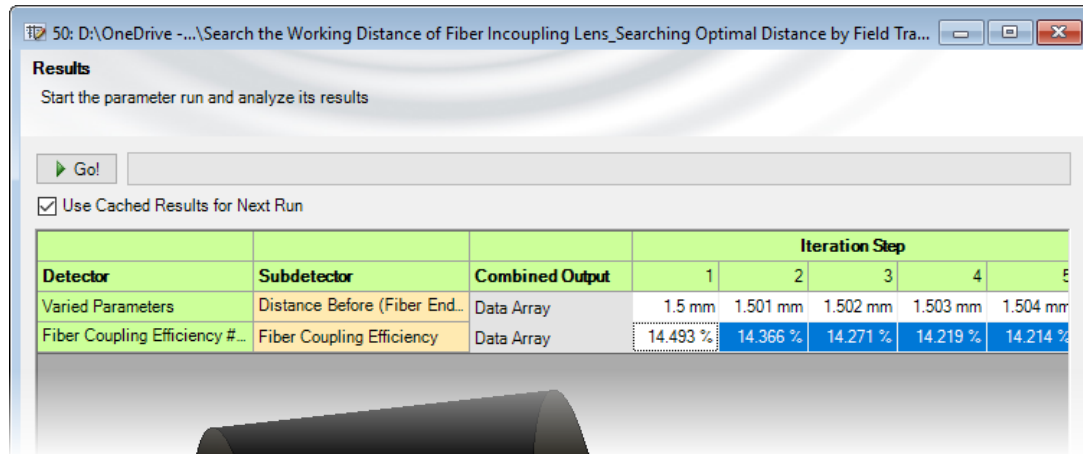 50: D:\OneDrive -...\Search the Working Distance of Fiber Incoupling Lens_Searching Optimal Distance by Field Tra...
Results
Start the parameter run and analyze its results
Go!
Use Cached Results for Next Run
Iteration Step
Detector Subdetector Combined Output 1 2 3 4 5
Varied Parameters Distance Before (Fiber End... Data Array 1.5 mm 1.501 mm 1.502 mm 1.503 mm 1.504 mm
Fiber Coupling Efficiency #... Fiber Coupling Efficiency Data Array 14.493 % 14.366 % 14.271 % 14.219 % 14.214 %